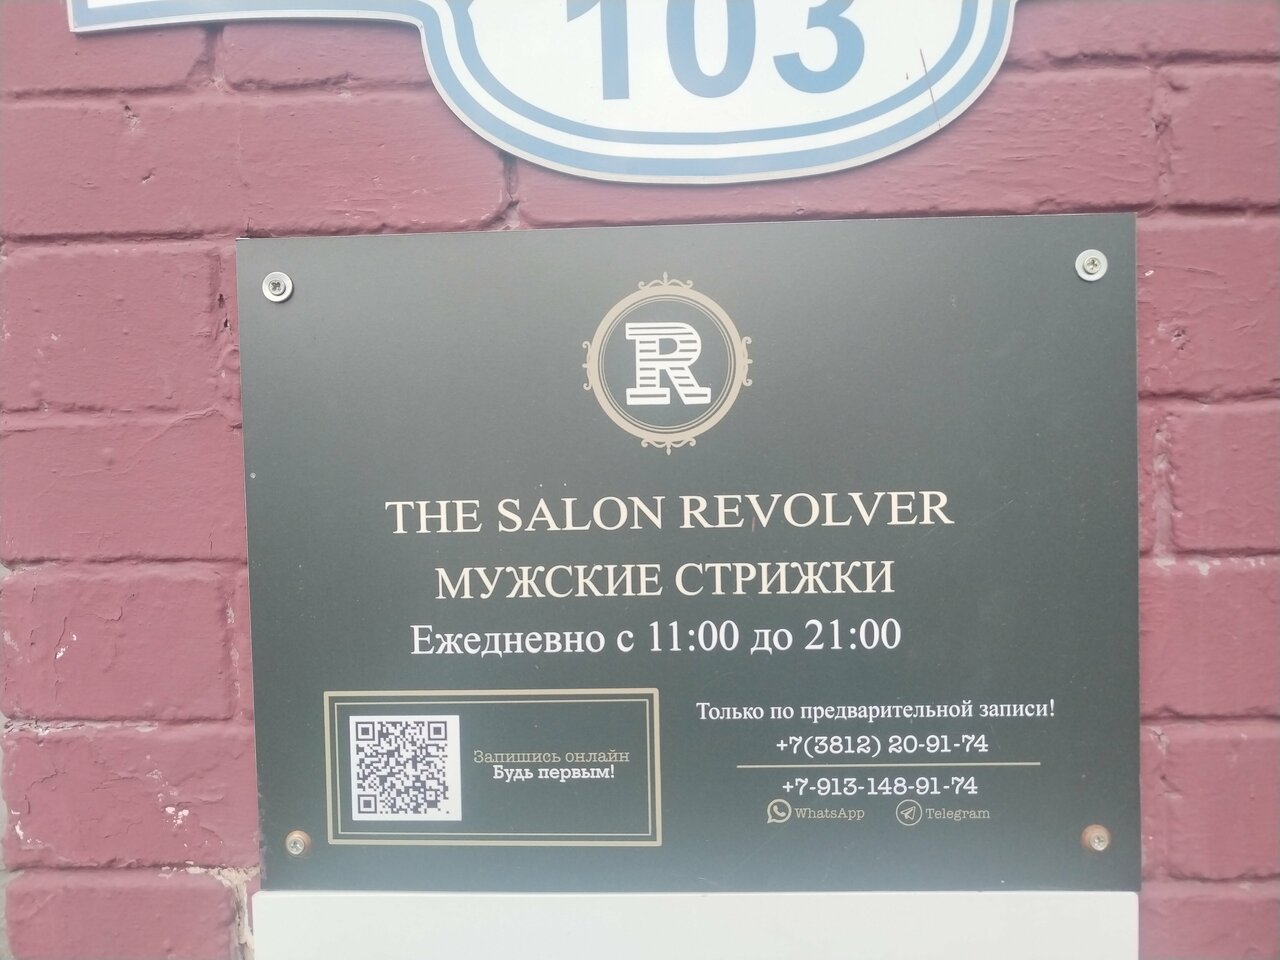 103
R
THE SALON REVOLVER
МУЖСКИЕ СТРИЖКИ
Ежедневно с 11:00 до 21:00
Запишись онлайн
Будь первым!
Только по предварительной записи!
+7(3812) 20-91-74
+7-913-148-91-74
WhatsApp Telegram